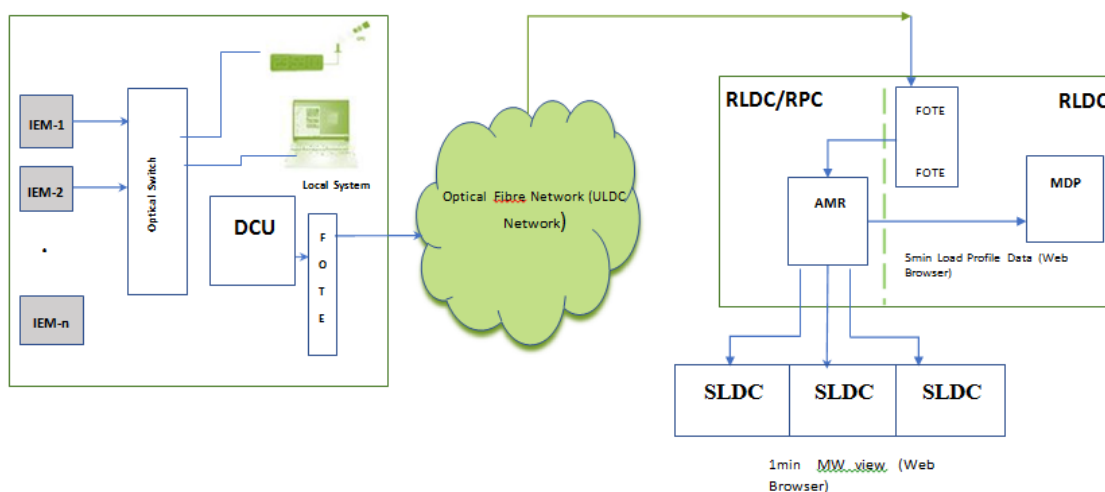 IEM-1
IEM-2
.
IEM-n
Optical Switch
Local System
DCU
F
O
T
E
Optical Fibre Network (ULDC
Network)
RLDC/RPC
RLDC
FOTE
FOTE
AMR
MDP
5min Load Profile Data (Web
Browser)
SLDC
SLDC
SLDC
1min MW view (Web
Browser)